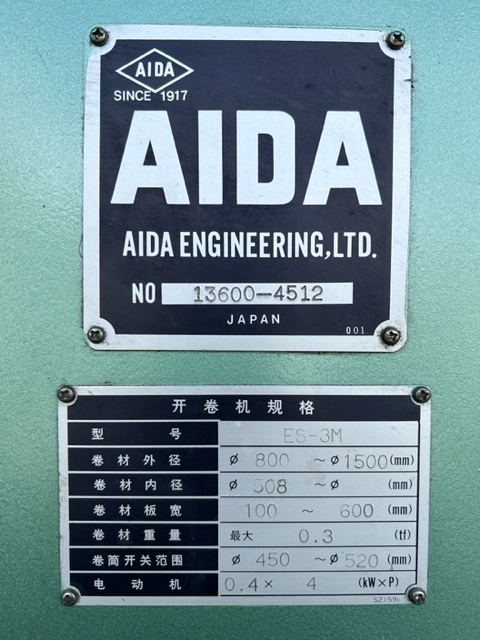 AIDA
SINCE 1917
AIDA
AIDA ENGINEERING,LTD.
NO 13600-4512
JAPAN
001
开卷机规格
型号 ES-3M
卷材外径 ø 800 ~ø1500(mm)
卷材内径 ø 508 ~ø (mm)
卷材板宽 100 ~ 600(mm)
卷材重量 最大 0.3 (tf)
卷筒开关范围 ø 450 ~ø520(mm)
电动机 0.4× 4 (kW×P)
S2159c